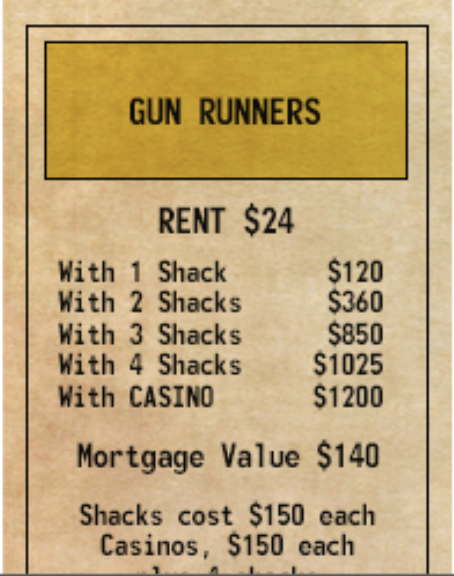 GUN RUNNERS
RENT $24
With 1 Shack $120
With 2 Shacks $360
With 3 Shacks $850
With 4 Shacks $1025
With CASINO $1200
Mortgage Value $140
Shacks cost $150 each
Casinos, $150 each